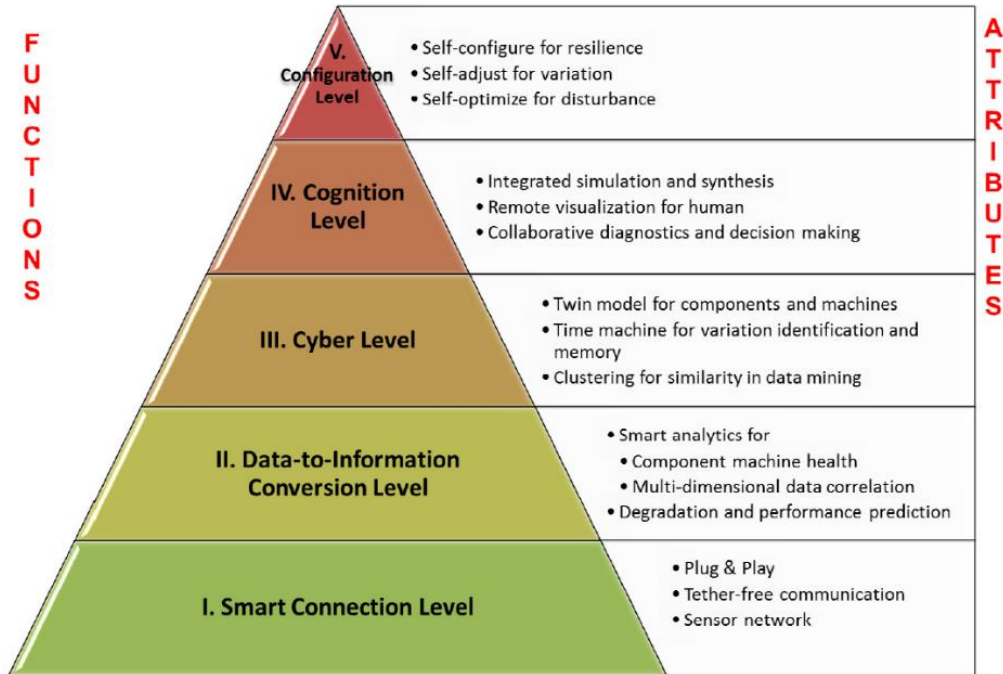 FUNCTIONS
ATTRIBUTES
V.
Configuration
Level
• Self-configure for resilience
• Self-adjust for variation
• Self-optimize for disturbance
IV. Cognition
Level
• Integrated simulation and synthesis
• Remote visualization for human
• Collaborative diagnostics and decision making
III. Cyber Level
• Twin model for components and machines
• Time machine for variation identification and
memory
• Clustering for similarity in data mining
II. Data-to-Information
Conversion Level
• Smart analytics for
• Component machine health
• Multi-dimensional data correlation
• Degradation and performance prediction
I. Smart Connection Level
• Plug & Play
• Tether-free communication
• Sensor network